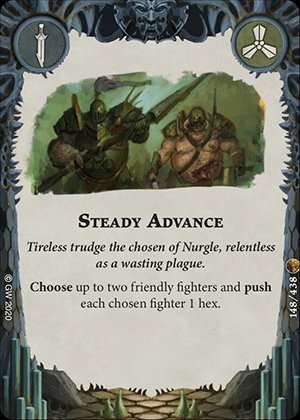 Steady Advance
Tireless trudge the chosen of Nurgle, relentless
as a wasting plague.
Choose up to two friendly fighters and push
each chosen fighter 1 hex.
© GW 2020
148/438